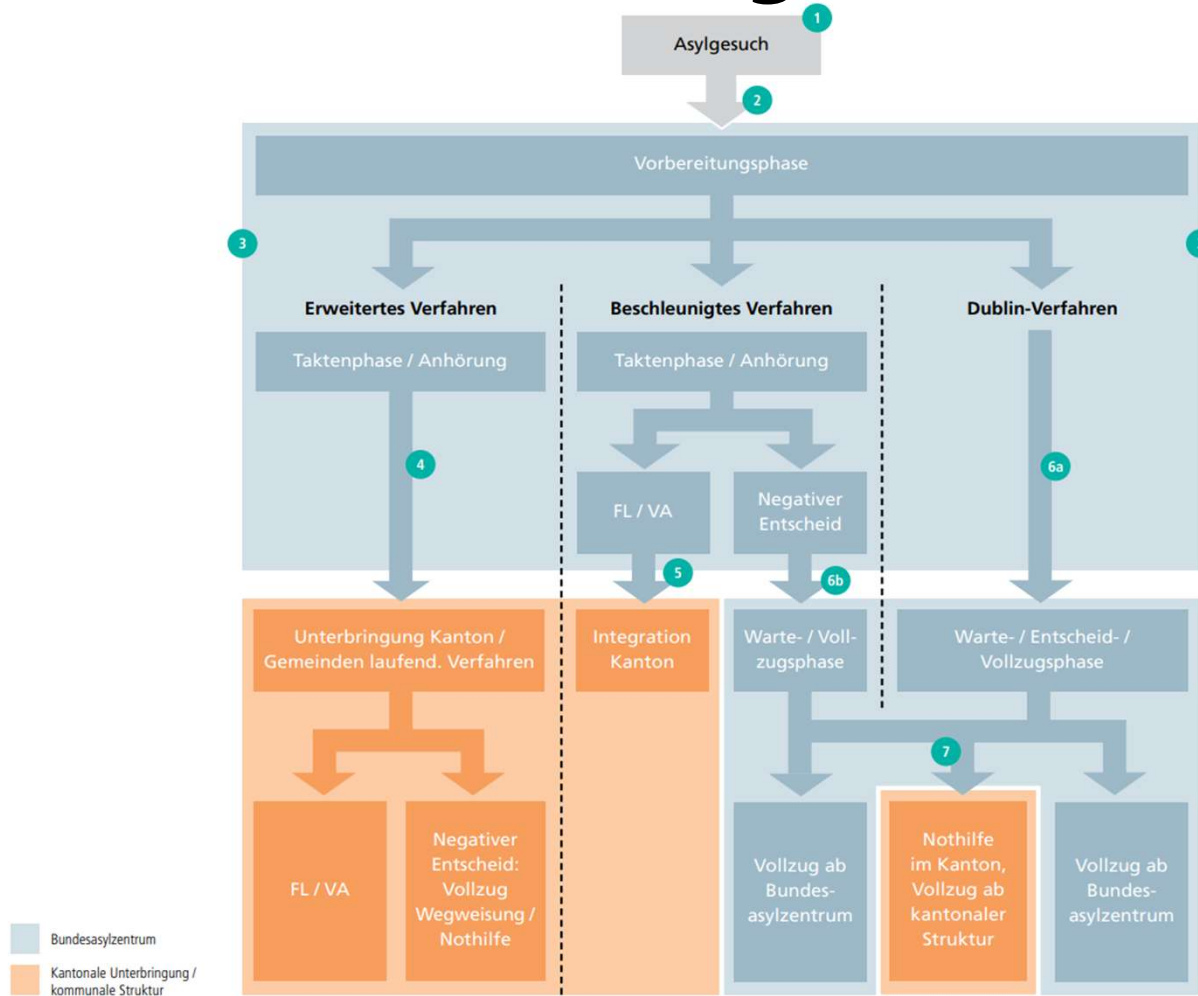 1
Asylgesuch
2
Vorbereitungsphase
3
Erweitertes Verfahren
Beschleunigtes Verfahren
Dublin-Verfahren
Taktenphase / Anhörung
Taktenphase / Anhörung
4
6a
FL / VA
Negativer
Entscheid
5
6b
Unterbringung Kanton /
Gemeinden laufend. Verfahren
Integration
Kanton
Warte- / Voll-
zugsphase
Warte- / Entscheid- /
Vollzugsphase
7
FL / VA
Negativer
Entscheid:
Vollzug
Wegweisung /
Nothilfe
Vollzug ab
Bundes-
asylzentrum
Nothilfe
im Kanton,
Vollzug ab
kantonaler
Struktur
Vollzug ab
Bundes-
asylzentrum
Bundesasylzentrum
Kantonale Unterbringung /
kommunale Struktur